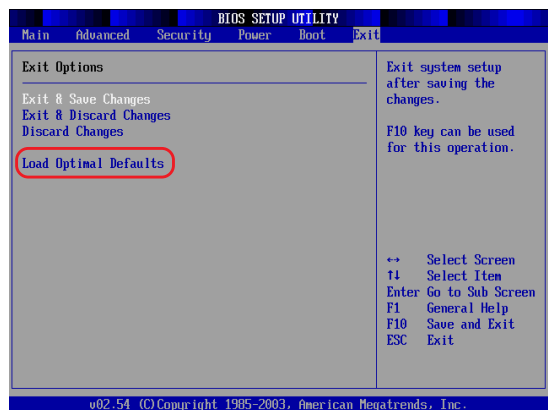 BIOS SETUP UTILITY
Main Advanced Security Power Boot Exit
Exit Options
Exit & Save Changes
Exit & Discard Changes
Discard Changes
Load Optimal Defaults
Exit system setup
after saving the
changes.
F10 key can be used
for this operation.
↔ Select Screen
↑↓ Select Item
Enter Go to Sub Screen
F1 General Help
F10 Save and Exit
ESC Exit
v02.54 (C)Copyright 1985-2003, American Megatrends, Inc.